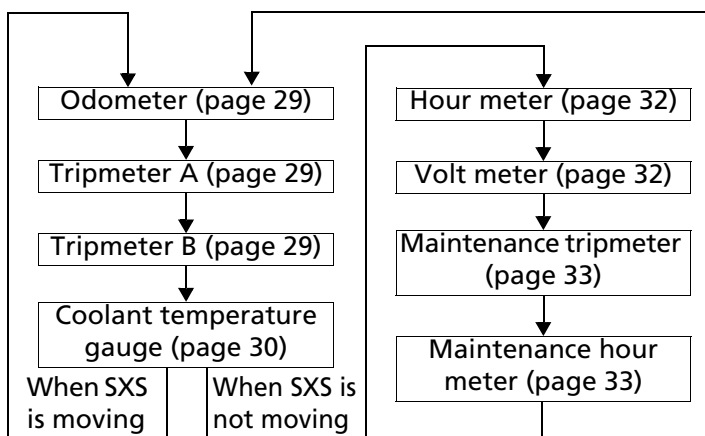 Odometer (page 29)
Tripmeter A (page 29)
Tripmeter B (page 29)
Coolant temperature
gauge (page 30)
When SXS
is moving
When SXS is
not moving
Hour meter (page 32)
Volt meter (page 32)
Maintenance tripmeter
(page 33)
Maintenance hour
meter (page 33)